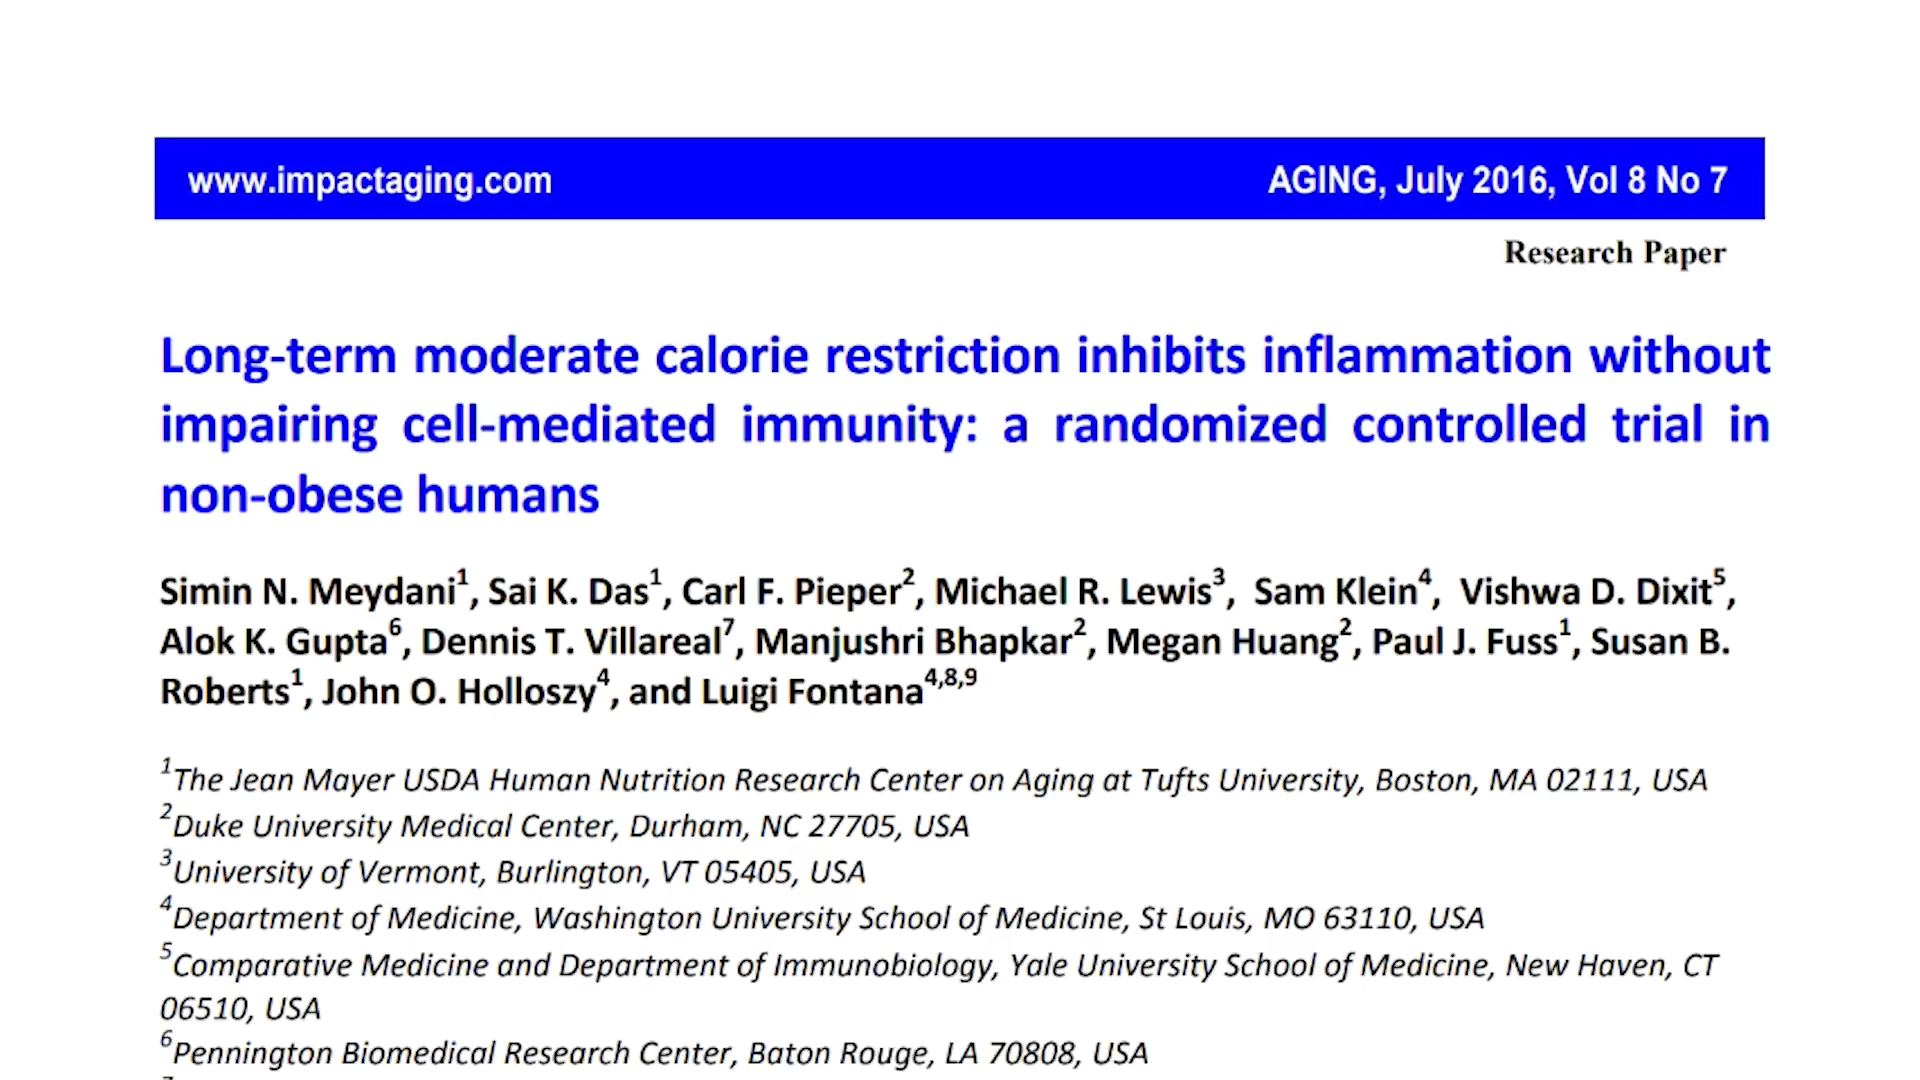 www.impactaging.com AGING, July 2016, Vol 8 No 7
Research Paper
Long-term moderate calorie restriction inhibits inflammation without
impairing cell-mediated immunity: a randomized controlled trial in
non-obese humans
Simin N. Meydani1, Sai K. Das1, Carl F. Pieper2, Michael R. Lewis3, Sam Klein4, Vishwa D. Dixit5,
Alok K. Gupta6, Dennis T. Villareal7, Manjushri Bhapkar2, Megan Huang2, Paul J. Fuss1, Susan B.
Roberts1, John O. Holloszy4, and Luigi Fontana4,8,9
1The Jean Mayer USDA Human Nutrition Research Center on Aging at Tufts University, Boston, MA 02111, USA
2Duke University Medical Center, Durham, NC 27705, USA
3University of Vermont, Burlington, VT 05405, USA
4Department of Medicine, Washington University School of Medicine, St Louis, MO 63110, USA
5Comparative Medicine and Department of Immunobiology, Yale University School of Medicine, New Haven, CT
06510, USA
6Pennington Biomedical Research Center, Baton Rouge, LA 70808, USA